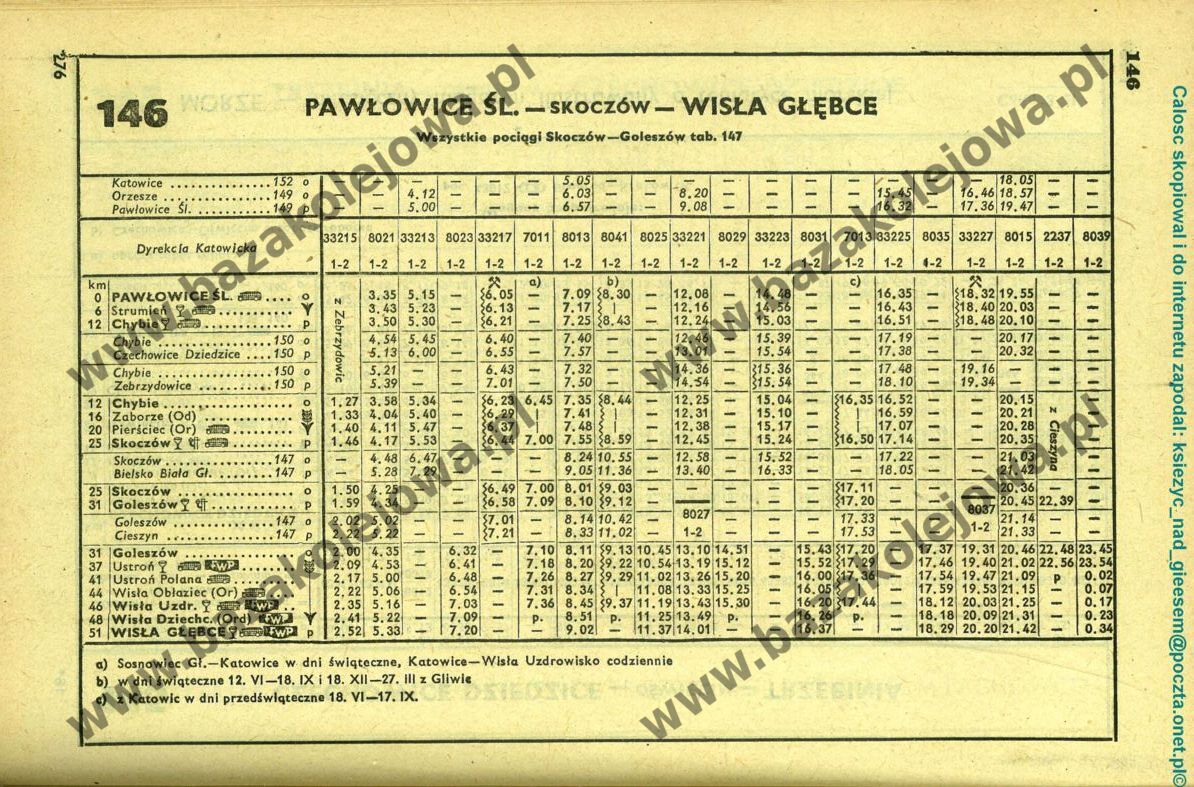 276
146
146
PAWŁOWICE ŚL. — SKOCZÓW — WISŁA GŁĘBCE
Wszystkie pociągi Skoczów—Goleszów tab. 147
Katowice ................ 152 o — — — — — — 5.05 — — — — — — — — — — 18.05 — —
Orzesze ................ 149 o — — 4.12 — — — 6.03 — — 8.20 — — — — 15.45 — 16.46 18.57 — —
Pawłowice Śl. ............ 149 p — — 5.00 — — — 6.57 — — 9.08 — — — — 16.32 — 17.36 19.47 — —
Dyrekcja Katowicka
33215 8021 33213 8023 33217 7011 8013 8041 8025 33221 8029 33223 8031 7013 33225 8035 33227 8015 2237 8039
1-2 1-2 1-2 1-2 1-2 1-2 1-2 1-2 1-2 1-2 1-2 1-2 1-2 1-2 1-2 1-2 1-2 1-2 1-2 1-2
km a) b) c)
0 PAWŁOWICE ŚL. .... o z Zebrzydowic 3.35 5.15 — 6.05 — 7.09 8.30 — 12.08 — 14.48 — — 16.35 — 18.32 19.55 — —
6 Strumień ........... 3.43 5.23 — 6.13 — 7.17 | — 12.16 — 14.56 — — 16.43 — 18.40 20.03 — —
12 Chybie ............ p 3.50 5.30 — 6.21 — 7.25 8.43 — 12.24 — 15.03 — — 16.51 — 18.48 20.10 — —
Chybie ................ 150 o 4.54 5.45 — 6.40 — 7.40 — — 12.46 — 15.39 — — 17.19 — — 20.17 — —
Czechowice Dziedzice .... 150 p 5.13 6.00 — 6.55 — 7.57 — — 13.01 — 15.54 — — 17.38 — — 20.32 — —
Chybie ................ 150 o 5.21 — — 6.43 — 7.32 — — 14.36 — 15.36 — — 17.48 — 19.16 — — —
Zebrzydowice .......... 150 p 5.39 — — 7.01 — 7.50 — — 14.54 — 15.54 — — 18.10 — 19.34 — — —
12 Chybie ............ o 1.27 3.58 5.34 — 6.23 6.45 7.35 8.44 — 12.25 — 15.04 — 16.35 16.52 — — 20.15 z Cieszyna —
16 Zaborze (Od) ........ 1.33 4.04 5.40 — 6.29 | 7.41 | — 12.31 — 15.10 — | 16.59 — — 20.21 —
20 Pierściec (Or) ....... 1.40 4.11 5.47 — 6.37 | 7.48 | — 12.38 — 15.17 — | 17.07 — — 20.28 —
25 Skoczów ........... p 1.46 4.17 5.53 — 6.44 7.00 7.55 8.59 — 12.45 — 15.24 — 16.50 17.14 — — 20.35 —
Skoczów ............... 147 o — 4.48 6.47 — — — 8.24 10.55 — 12.58 — 15.52 — — 17.22 — — 21.03 —
Bielsko Biała Gł. ........ 147 p — 5.28 7.29 — — — 9.05 11.36 — 13.40 — 16.33 — — 18.05 — — 21.42 —
25 Skoczów ........... o 1.50 4.25 — — 6.49 7.00 8.01 9.03 — — — — — 17.11 — — — 20.36 —
31 Goleszów .......... p 1.59 4.34 — — 6.58 7.09 8.10 9.12 — — — — — 17.20 — — — 20.45 22.39 —
Goleszów .............. 147 o 2.02 5.02 — — 7.01 — 8.14 10.42 — 8027 — — — 17.33 — — 8037 21.14 — —
Cieszyn ............... 147 p 2.22 5.22 — — 7.21 — 8.33 11.02 — 1-2 — — — 17.53 — — 1-2 21.33 — —
31 Goleszów .......... o 2.00 4.35 — 6.32 — 7.10 8.11 9.13 10.45 13.10 14.51 — 15.43 17.20 — 17.37 19.31 20.46 22.48 23.45
37 Ustroń FWP ........ 2.09 4.53 — 6.41 — 7.18 8.20 9.22 10.54 13.19 15.12 — 15.52 17.29 — 17.46 19.40 21.02 22.56 23.54
41 Ustroń Polana ....... 2.17 5.00 — 6.48 — 7.26 8.27 9.29 11.02 13.26 15.20 — 16.00 17.36 — 17.54 19.47 21.09 p 0.02
44 Wisła Obłaziec (Or) ... 2.22 5.06 — 6.54 — 7.31 8.34 | 11.08 13.33 15.25 — 16.05 | — 17.59 19.53 21.15 — 0.07
46 Wisła Uzdr. FWP .. 2.35 5.16 — 7.03 — 7.36 8.45 9.37 11.19 13.43 15.30 — 16.20 17.44 — 18.12 20.03 21.25 — 0.17
48 Wisła Dziechc. (Ord) FWP 2.41 5.22 — 7.09 — p. 8.51 p. 11.25 13.49 p. — 16.26 p. — 18.18 20.09 21.31 — 0.23
51 WISŁA GŁĘBCE FWP p 2.52 5.33 — 7.20 — 9.02 — 11.37 14.01 — 16.37 — 18.29 20.20 21.42 — 0.34
a) Sosnowiec Gł.—Katowice w dni świąteczne, Katowice—Wisła Uzdrowisko codziennie
b) w dni świąteczne 12. VI—18. IX i 18. XII—27. III z Gliwic
c) z Katowic w dni przedświąteczne 18. VI—17. IX.
www.bazakolejowa.pl
www.bazakolejowa.pl
www.bazakolejowa.pl
www.bazakolejowa.pl
Calosc skopiowal i do internetu zapodal: ksiezyc_nad_gieesem@poczta.onet.pl©